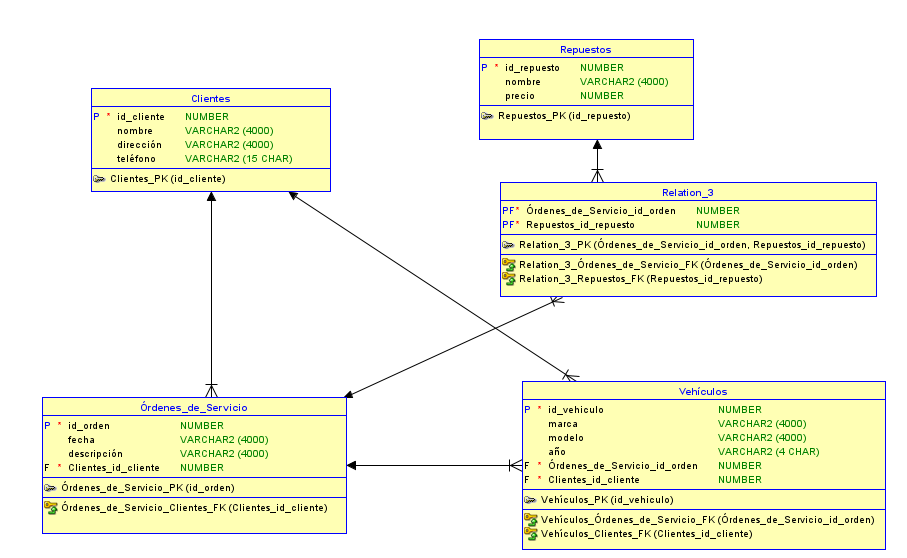 Repuestos
P * id_repuesto NUMBER
nombre VARCHAR2 (4000)
precio NUMBER
Repuestos_PK (id_repuesto)
Clientes
P * id_cliente NUMBER
nombre VARCHAR2 (4000)
dirección VARCHAR2 (4000)
teléfono VARCHAR2 (15 CHAR)
Clientes_PK (id_cliente)
Relation_3
PF* Órdenes_de_Servicio_id_orden NUMBER
PF* Repuestos_id_repuesto NUMBER
Relation_3_PK (Órdenes_de_Servicio_id_orden, Repuestos_id_repuesto)
Relation_3_Órdenes_de_Servicio_FK (Órdenes_de_Servicio_id_orden)
Relation_3_Repuestos_FK (Repuestos_id_repuesto)
Órdenes_de_Servicio
P * id_orden NUMBER
fecha VARCHAR2 (4000)
descripción VARCHAR2 (4000)
F * Clientes_id_cliente NUMBER
Órdenes_de_Servicio_PK (id_orden)
Órdenes_de_Servicio_Clientes_FK (Clientes_id_cliente)
Vehículos
P * id_vehiculo NUMBER
marca VARCHAR2 (4000)
modelo VARCHAR2 (4000)
año VARCHAR2 (4 CHAR)
F * Órdenes_de_Servicio_id_orden NUMBER
F * Clientes_id_cliente NUMBER
Vehículos_PK (id_vehiculo)
Vehículos_Órdenes_de_Servicio_FK (Órdenes_de_Servicio_id_orden)
Vehículos_Clientes_FK (Clientes_id_cliente)